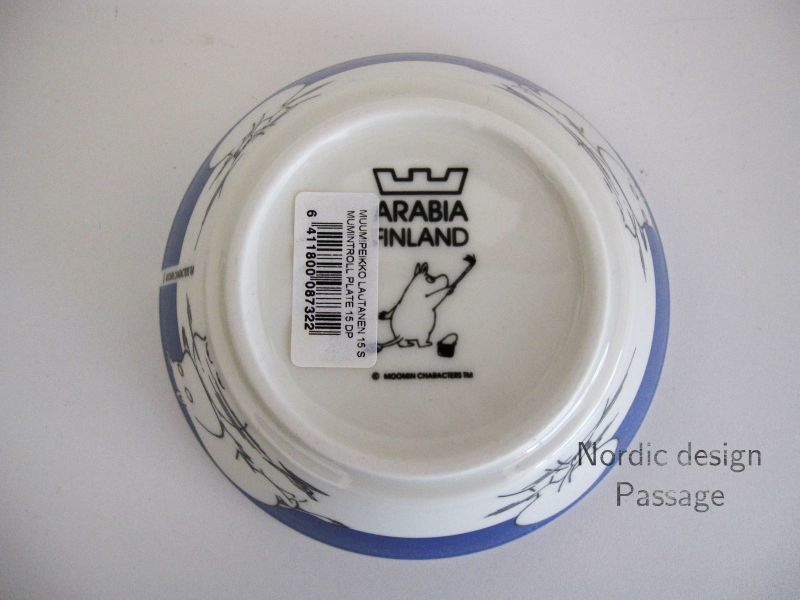 ARABIA
FINLAND
MUUMIPEIKKO LAUTANEN 15 S
MUMINTROLL PLATE 15 DP
6 411800 087322
© MOOMIN CHARACTERS TM
Nordic design
Passage